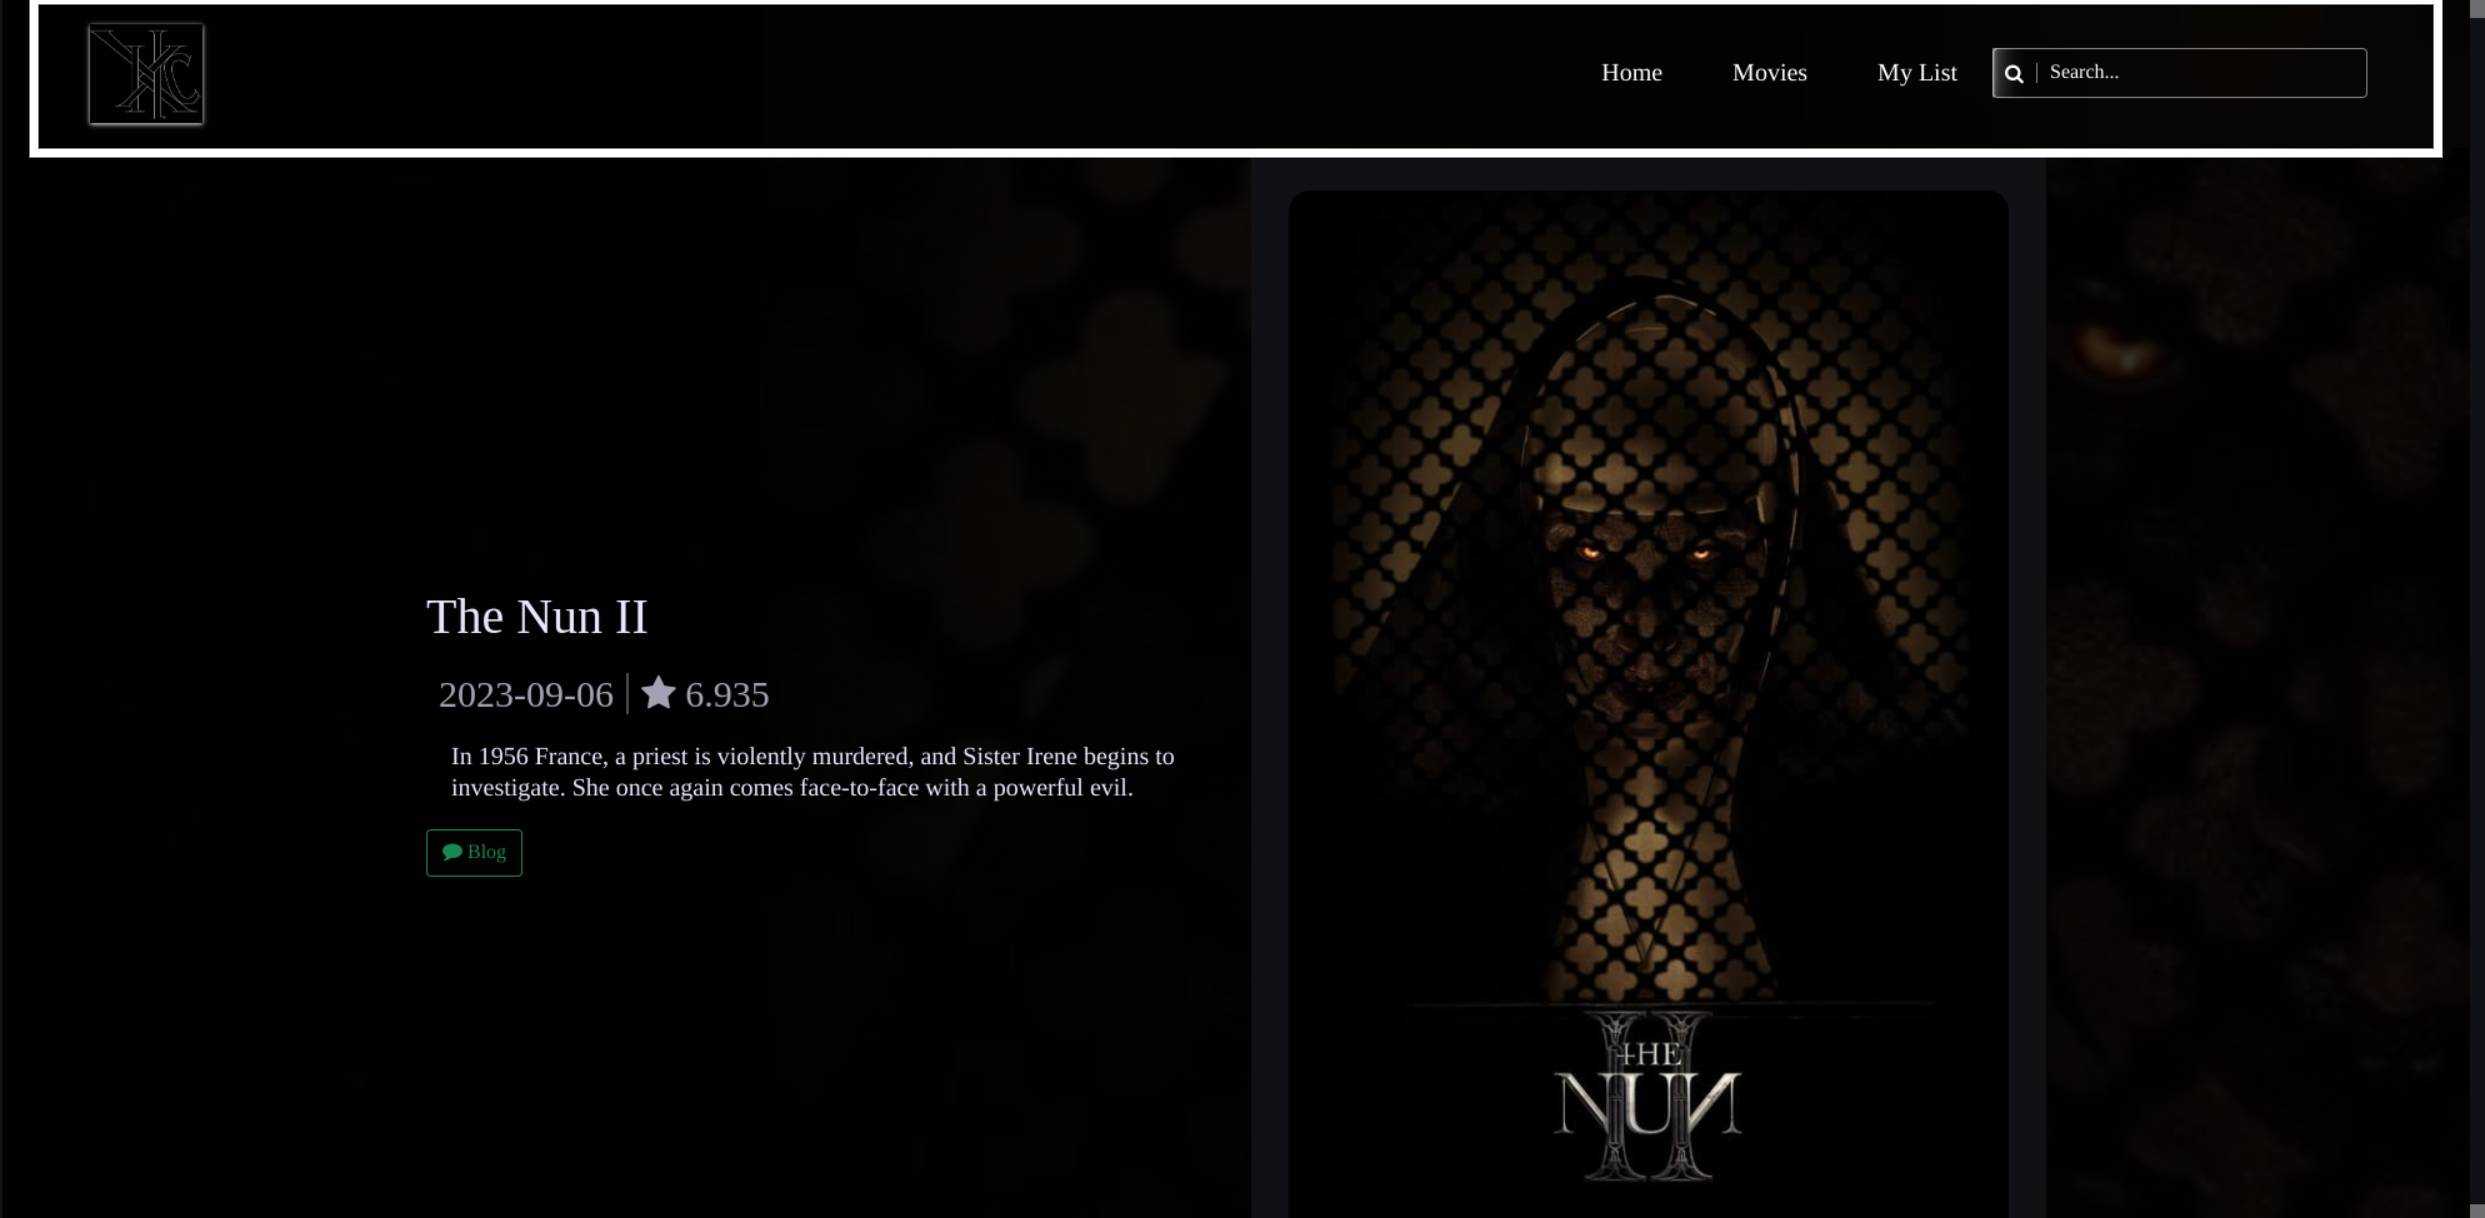 YKC
Home
Movies
My List
Search...
The Nun II
2023-09-06
6.935
In 1956 France, a priest is violently murdered, and Sister Irene begins to
investigate. She once again comes face-to-face with a powerful evil.
Blog
THE
NUN
II